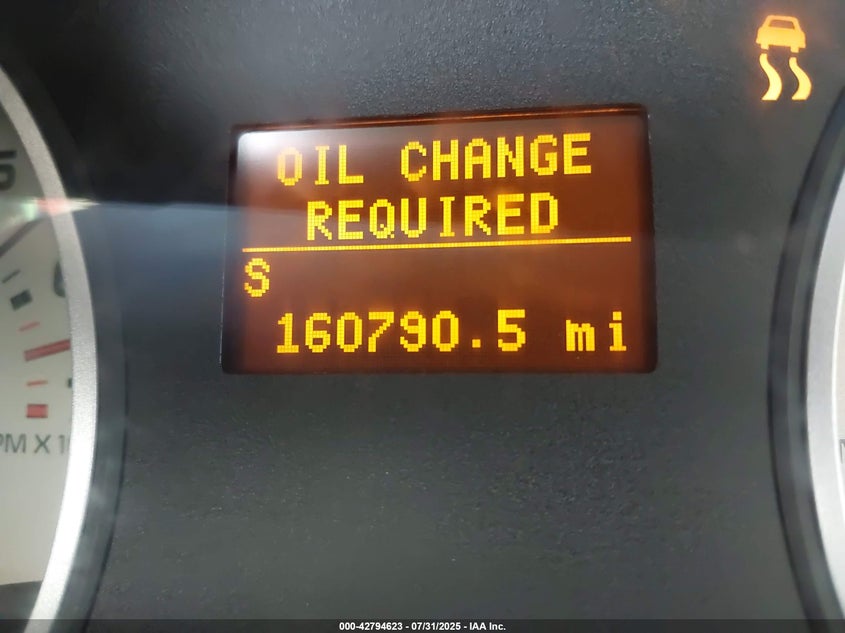 OIL CHANGE
REQUIRED
S
160790.5 mi
000-42794623 - 07/31/2025 - IAA Inc.